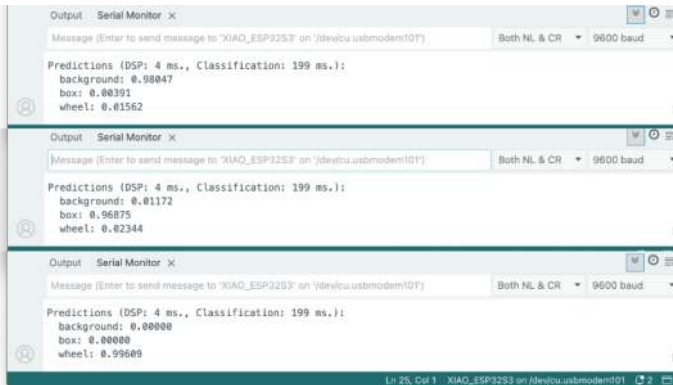 Output Serial Monitor ×
Message (Enter to send message to 'XIAO_ESP32S3' on '/dev/cu.usbmodem101') Both NL & CR 9600 baud
Predictions (DSP: 4 ms., Classification: 199 ms.):
background: 0.98047
box: 0.00391
wheel: 0.01562
Output Serial Monitor ×
Message (Enter to send message to 'XIAO_ESP32S3' on '/dev/cu.usbmodem101') Both NL & CR 9600 baud
Predictions (DSP: 4 ms., Classification: 199 ms.):
background: 0.01172
box: 0.96875
wheel: 0.02344
Output Serial Monitor ×
Message (Enter to send message to 'XIAO_ESP32S3' on '/dev/cu.usbmodem101') Both NL & CR 9600 baud
Predictions (DSP: 4 ms., Classification: 199 ms.):
background: 0.00000
box: 0.00000
wheel: 0.99609
Ln 25, Col 1 XIAO_ESP32S3 on /dev/cu.usbmodem101 2